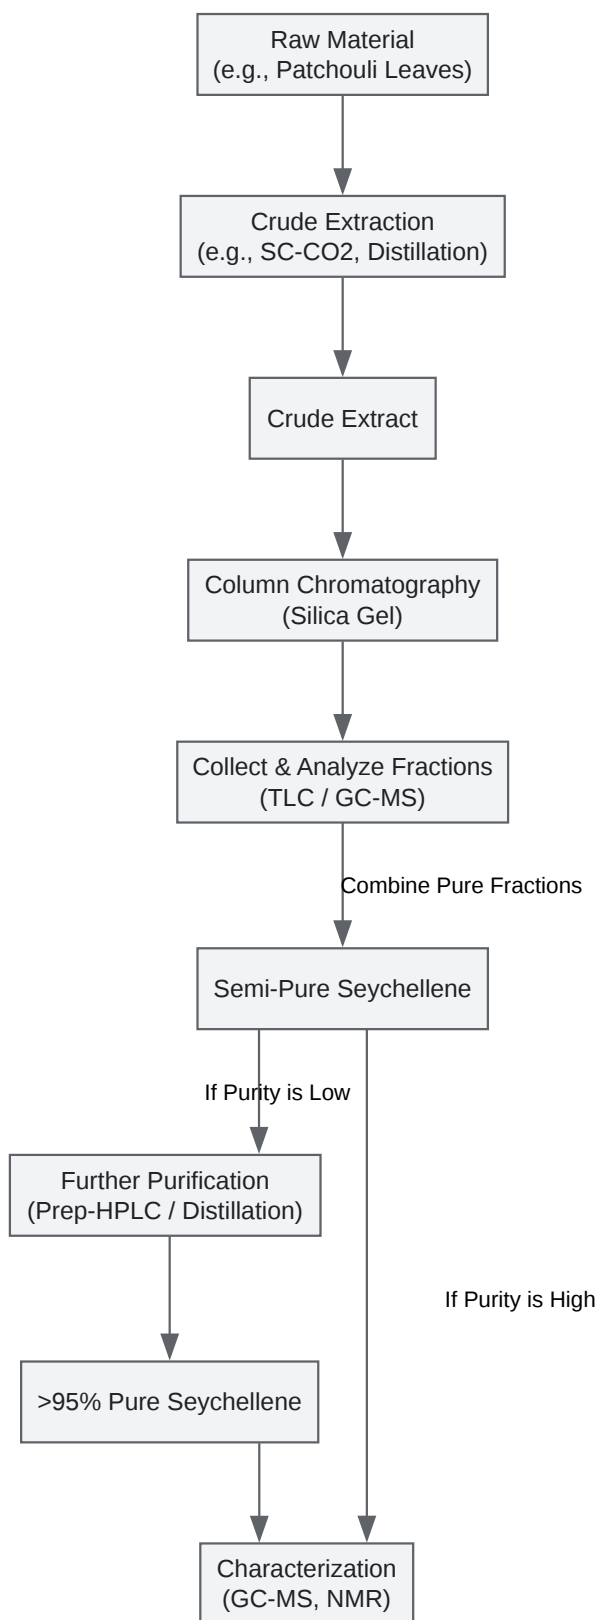 Raw Material
(e.g., Patchouli Leaves)
Crude Extraction
(e.g., SC-CO2, Distillation)
Crude Extract
Column Chromatography
(Silica Gel)
Collect & Analyze Fractions
(TLC / GC-MS)
Combine Pure Fractions
Semi-Pure Seychellene
If Purity is Low
Further Purification
(Prep-HPLC / Distillation)
If Purity is High
>95% Pure Seychellene
Characterization
(GC-MS, NMR)